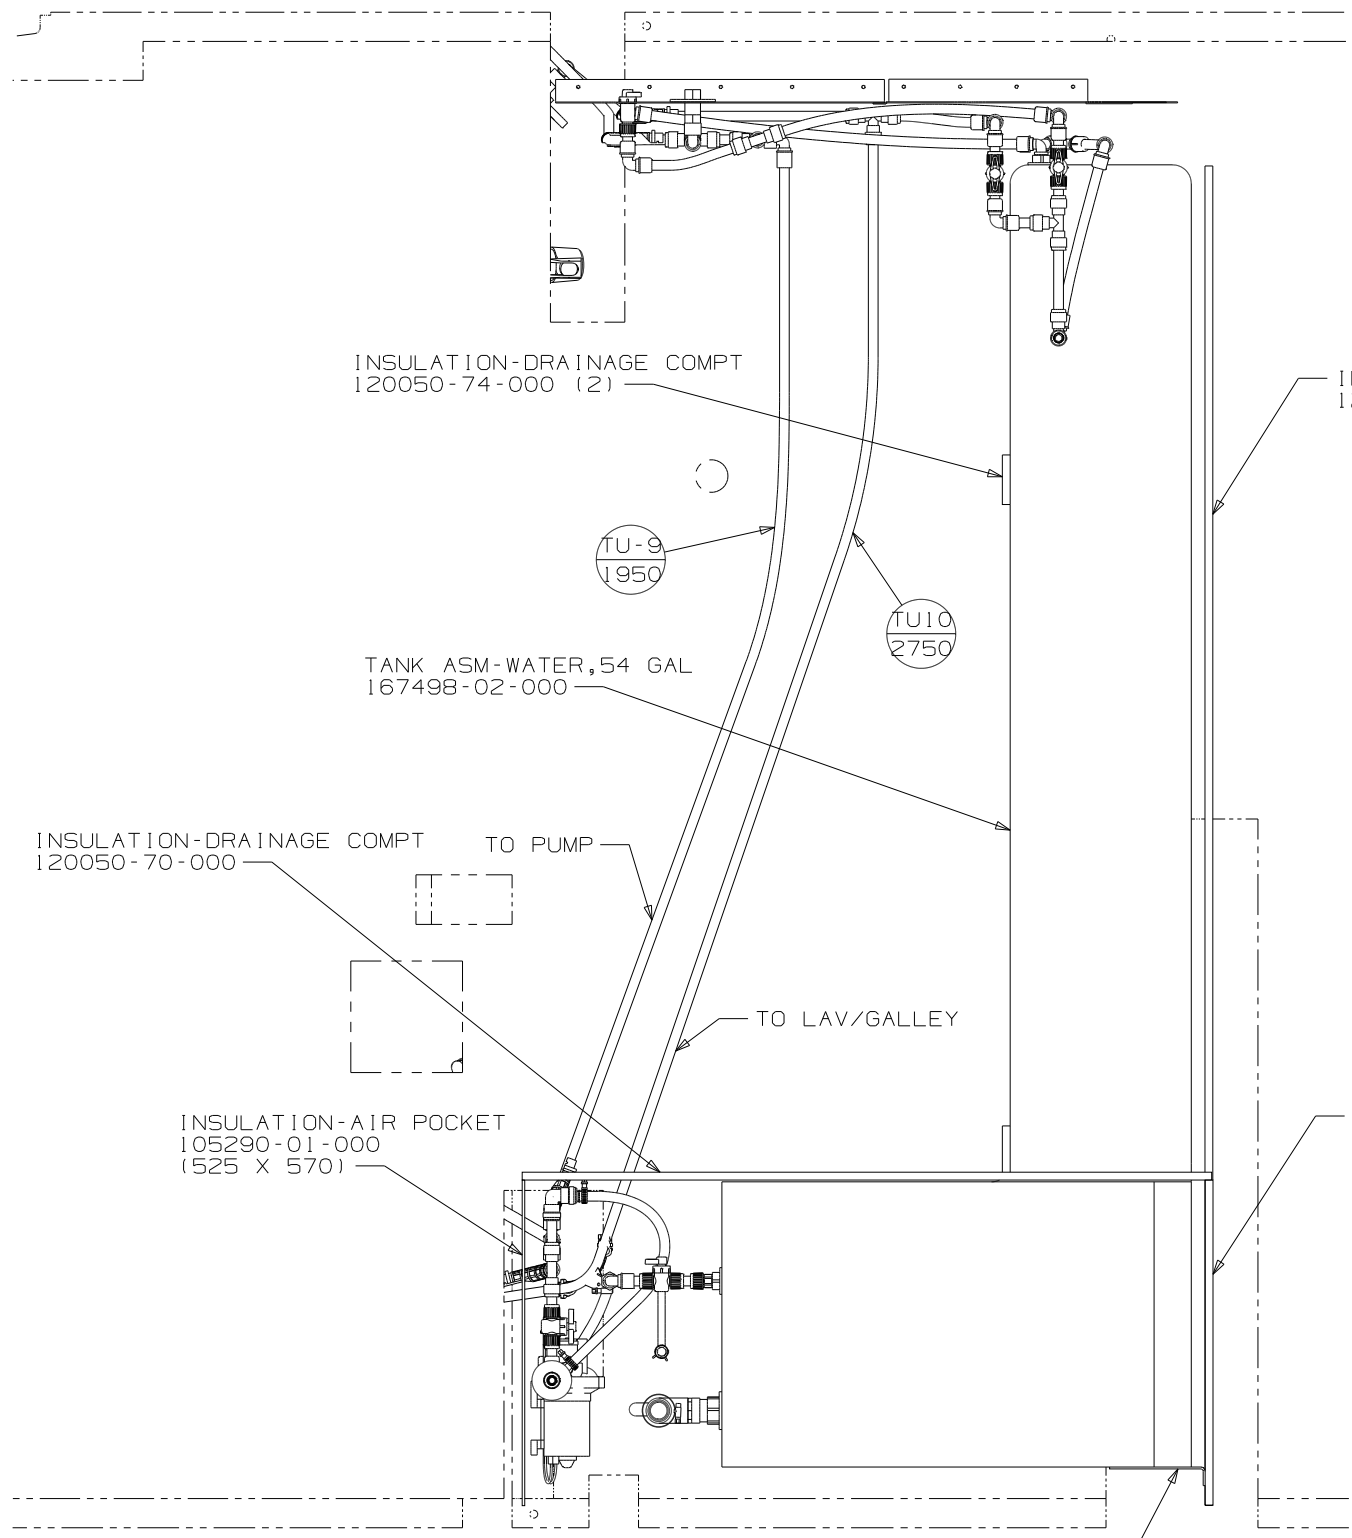 INSULATION-DRAINAGE COMPT
120050-74-000 (2)
TU-9
1950
TU10
2750
TANK ASM-WATER,54 GAL
167498-02-000
INSULATION-DRAINAGE COMPT
120050-70-000
TO PUMP
TO LAV/GALLEY
INSULATION-AIR POCKET
105290-01-000
(525 X 570)